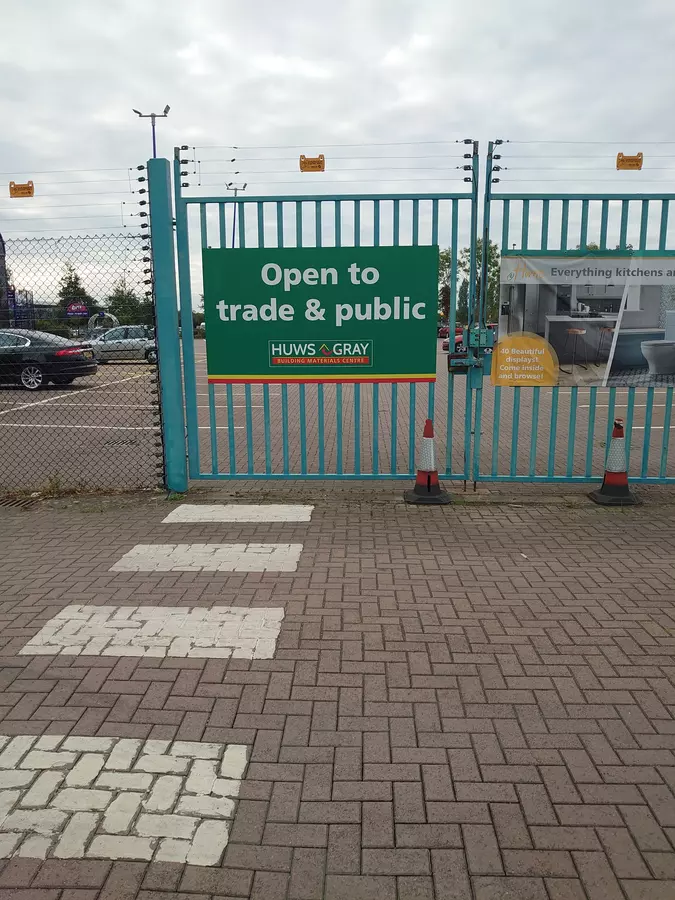 Open to
trade & public
HUWS GRAY
BUILDING MATERIALS CENTRE
Everything kitchens
40 Beautiful
displays!
Come inside
and browse!